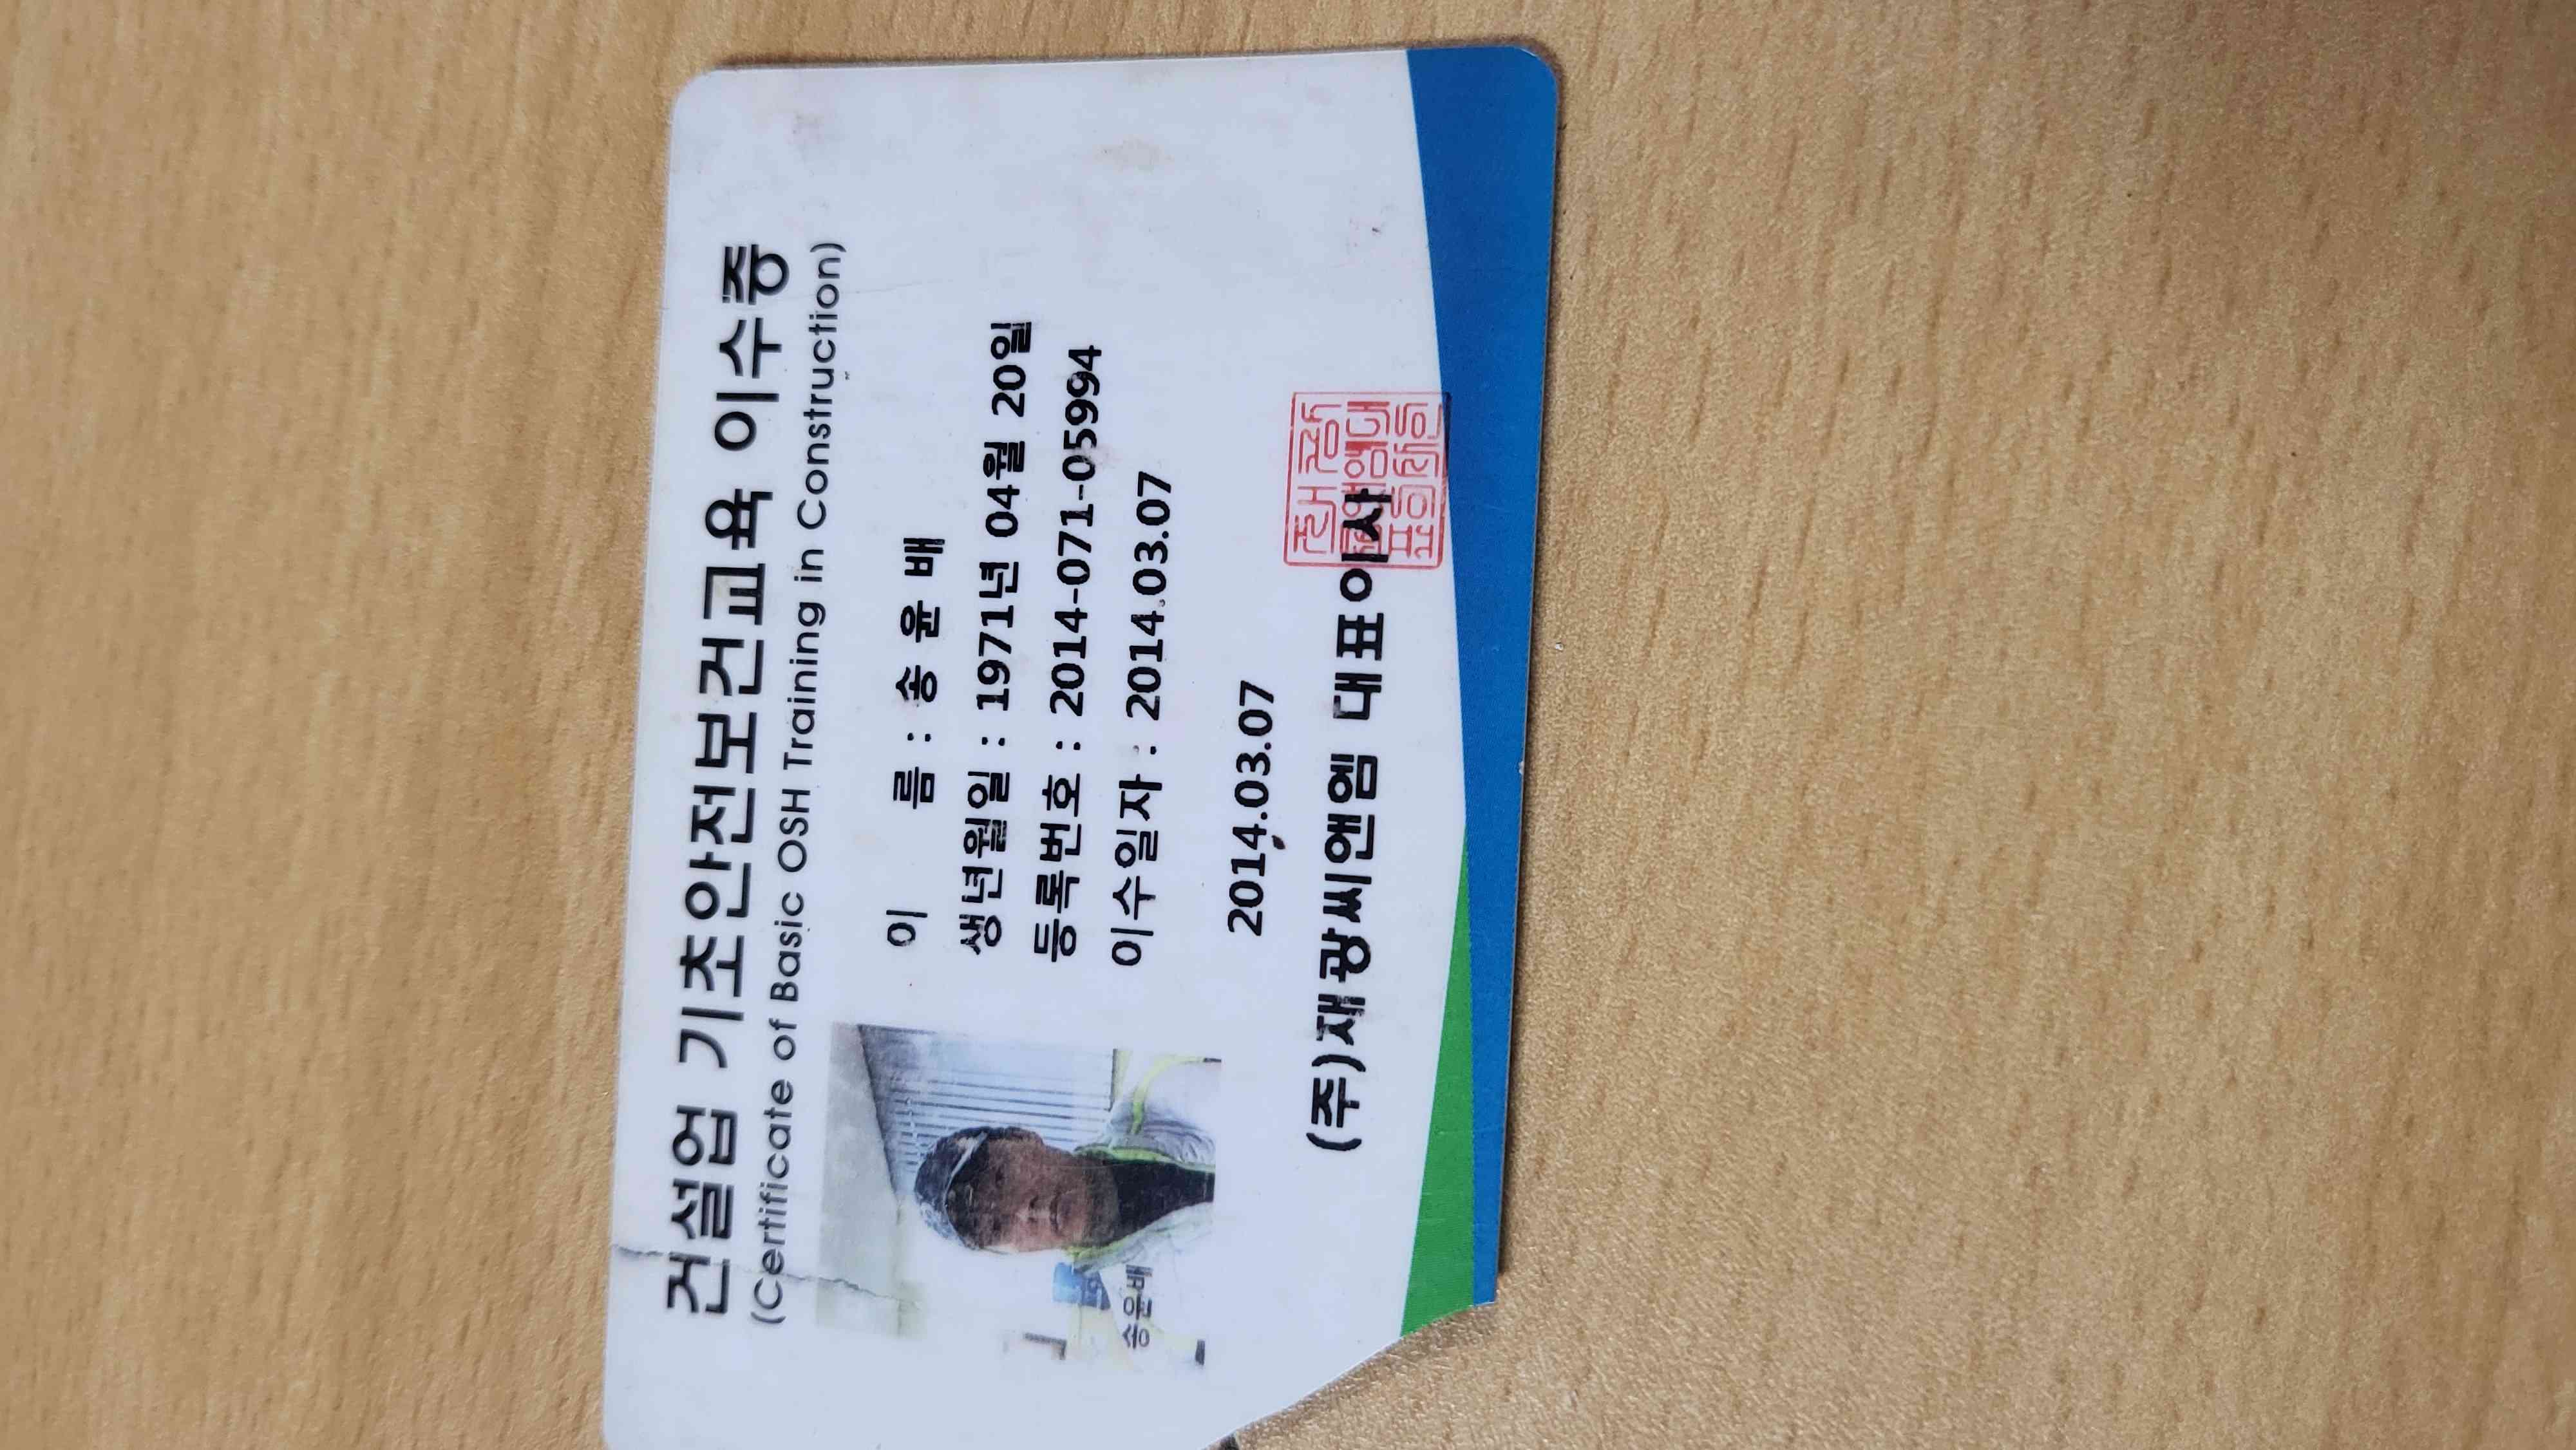 건설업 기초안전보건교육 이수증
(Certificate of Basic OSH Training in Construction)
이 름 : 송 윤 배
생년월일 : 1971년 04월 20일
등록번호 : 2014-071-05994
이수일자 : 2014.03.07
송윤배
2014.03.07
(주)재광씨앤엠 대표이사